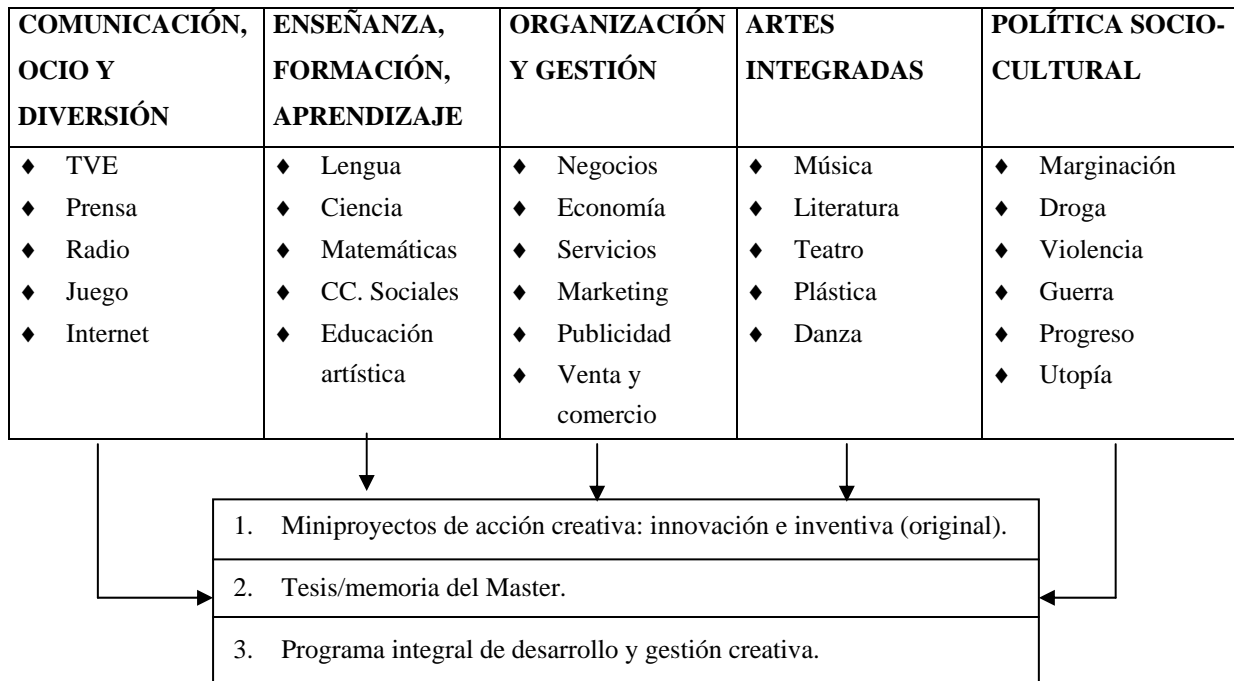 COMUNICACIÓN,
OCIO Y
DIVERSIÓN
ENSEÑANZA,
FORMACIÓN,
APRENDIZAJE
ORGANIZACIÓN
Y GESTIÓN
ARTES
INTEGRADAS
POLÍTICA SOCIO-
CULTURAL
♦ TVE
♦ Prensa
♦ Radio
♦ Juego
♦ Internet
♦ Lengua
♦ Ciencia
♦ Matemáticas
♦ CC. Sociales
♦ Educación
artística
♦ Negocios
♦ Economía
♦ Servicios
♦ Marketing
♦ Publicidad
♦ Venta y
comercio
♦ Música
♦ Literatura
♦ Teatro
♦ Plástica
♦ Danza
♦ Marginación
♦ Droga
♦ Violencia
♦ Guerra
♦ Progreso
♦ Utopía
1. Miniproyectos de acción creativa: innovación e inventiva (original).
2. Tesis/memoria del Master.
3. Programa integral de desarrollo y gestión creativa.